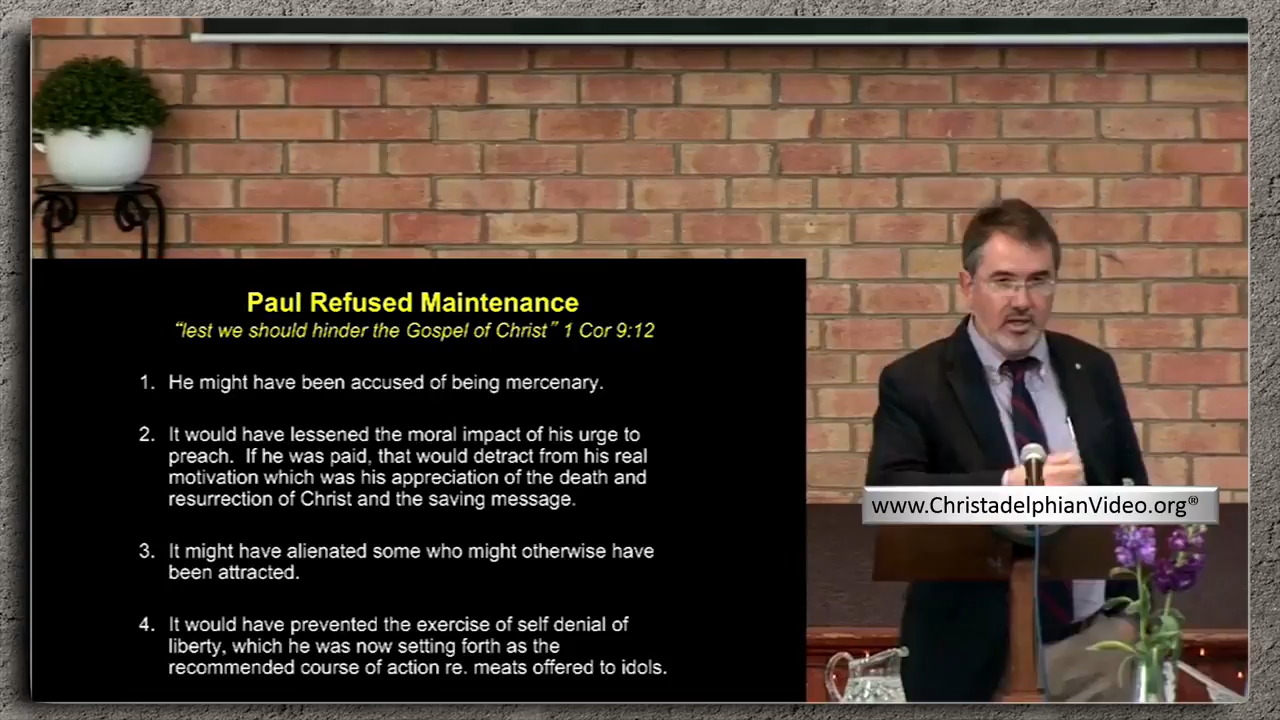 Paul Refused Maintenance
“lest we should hinder the Gospel of Christ” 1 Cor 9:12
1. He might have been accused of being mercenary.
2. It would have lessened the moral impact of his urge to
preach.  If he was paid, that would detract from his real
motivation which was his appreciation of the death and
resurrection of Christ and the saving message.
3. It might have alienated some who might otherwise have
been attracted.
4. It would have prevented the exercise of self denial of
liberty, which he was now setting forth as the
recommended course of action re. meats offered to idols.
www.ChristadelphianVideo.org®